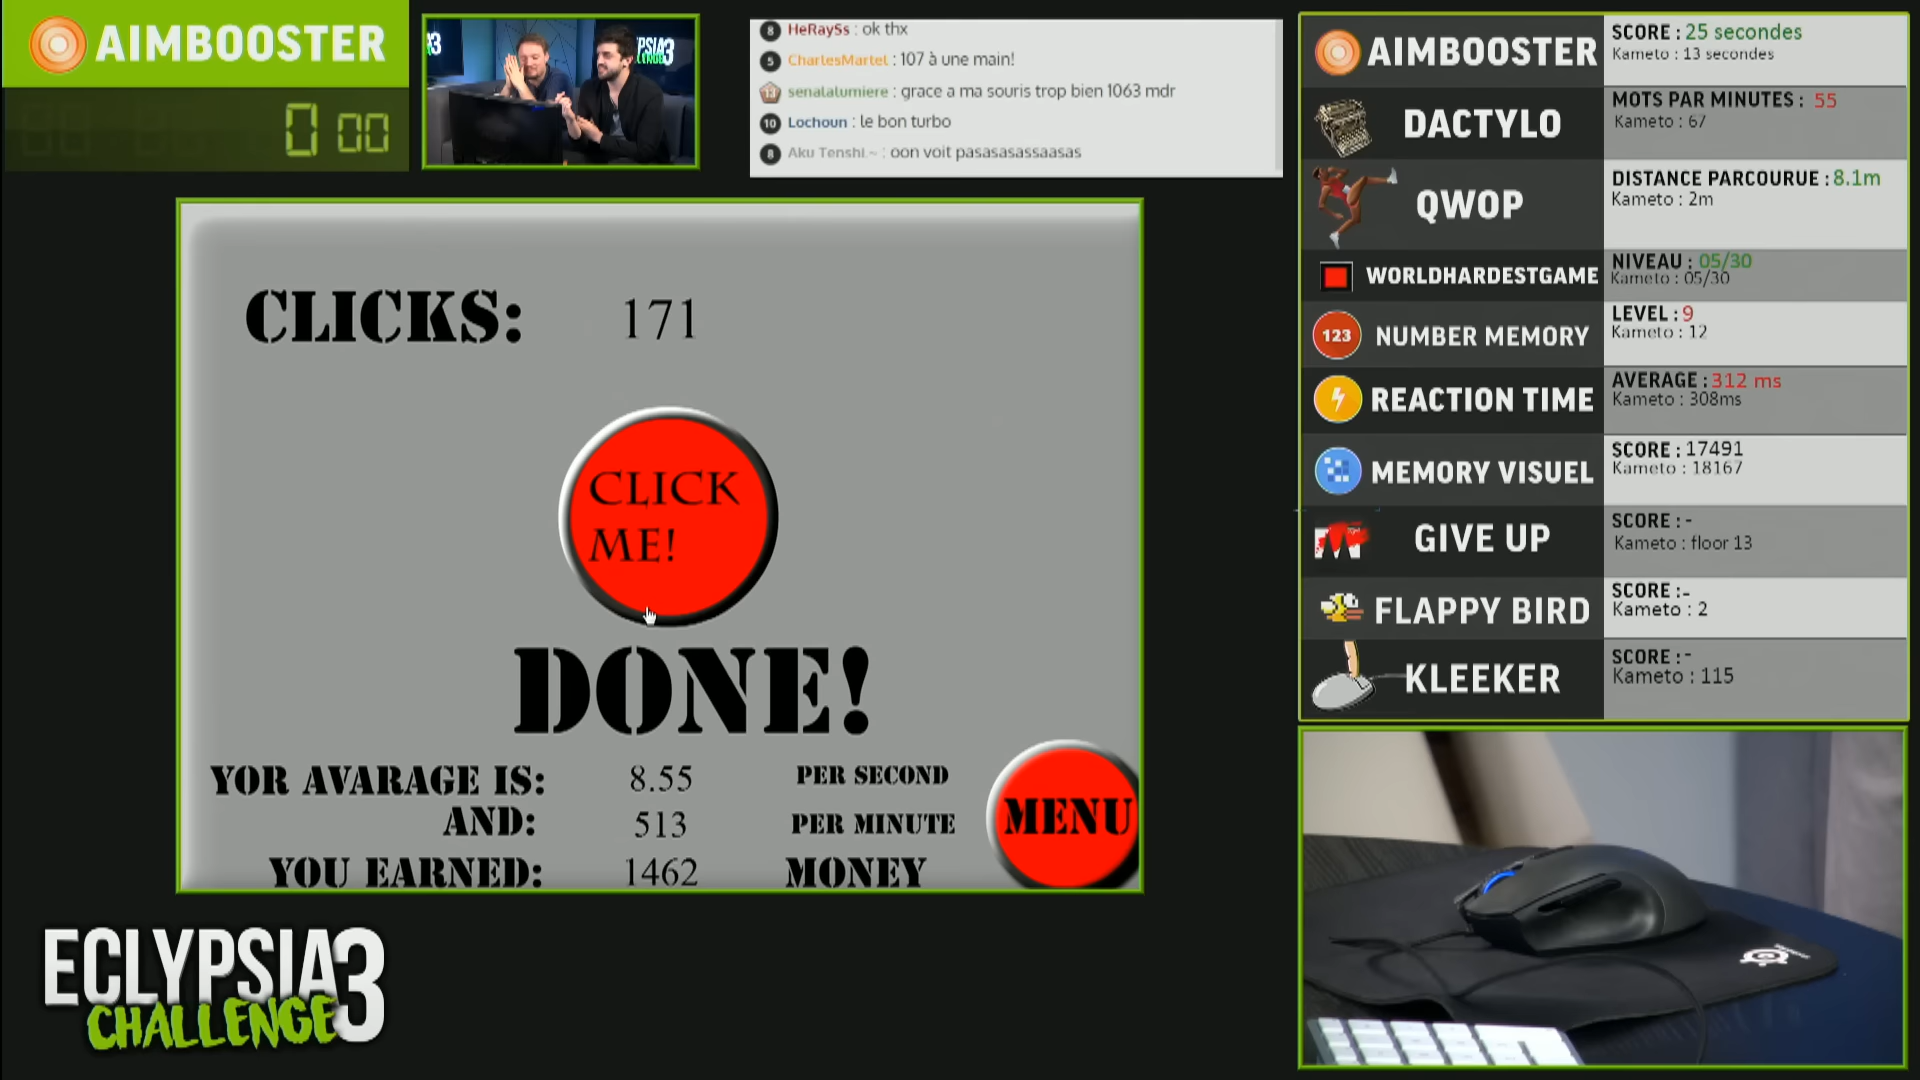 AIMBOOSTER
0 00
HeRaySs : ok thx
CharlesMartel : 107 à une main!
senalalumiere : grace a ma souris trop bien 1063 mdr
Lochoun : le bon turbo
Aku Tenshi.~ : oon voit pasasasassaasas
CLICKS: 171
CLICK
ME!
DONE!
YOR AVARAGE IS: 8.55 PER SECOND
AND: 513 PER MINUTE
YOU EARNED: 1462 MONEY
MENU
ECLYPSIA
CHALLENGE 3
AIMBOOSTER
SCORE : 25 secondes
Kameto : 13 secondes
DACTYLO
MOTS PAR MINUTES : 55
Kameto : 67
QWOP
DISTANCE PARCOURUE : 8.1m
Kameto : 2m
WORLDHARDESTGAME
NIVEAU : 05/30
Kameto : 05/30
123
NUMBER MEMORY
LEVEL : 9
Kameto : 12
REACTION TIME
AVERAGE : 312 ms
Kameto : 308ms
MEMORY VISUEL
SCORE : 17491
Kameto : 18167
GIVE UP
SCORE : -
Kameto : floor 13
FLAPPY BIRD
SCORE :-
Kameto : 2
KLEEKER
SCORE : -
Kameto : 115